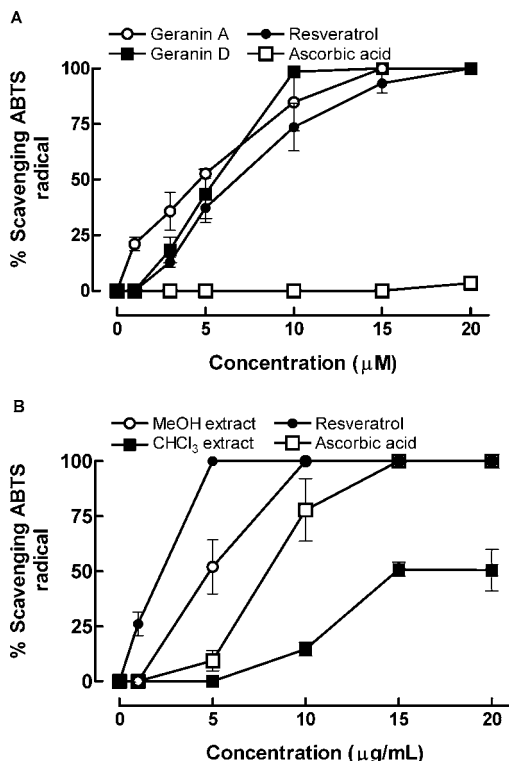 A
Geranin A Resveratrol
Geranin D Ascorbic acid
100
75
50
25
0
% Scavenging ABTS
radical
0 5 10 15 20
Concentration (μM)
B
MeOH extract Resveratrol
CHCl₃ extract Ascorbic acid
100
75
50
25
0
% Scavenging ABTS
radical
0 5 10 15 20
Concentration (μg/mL)